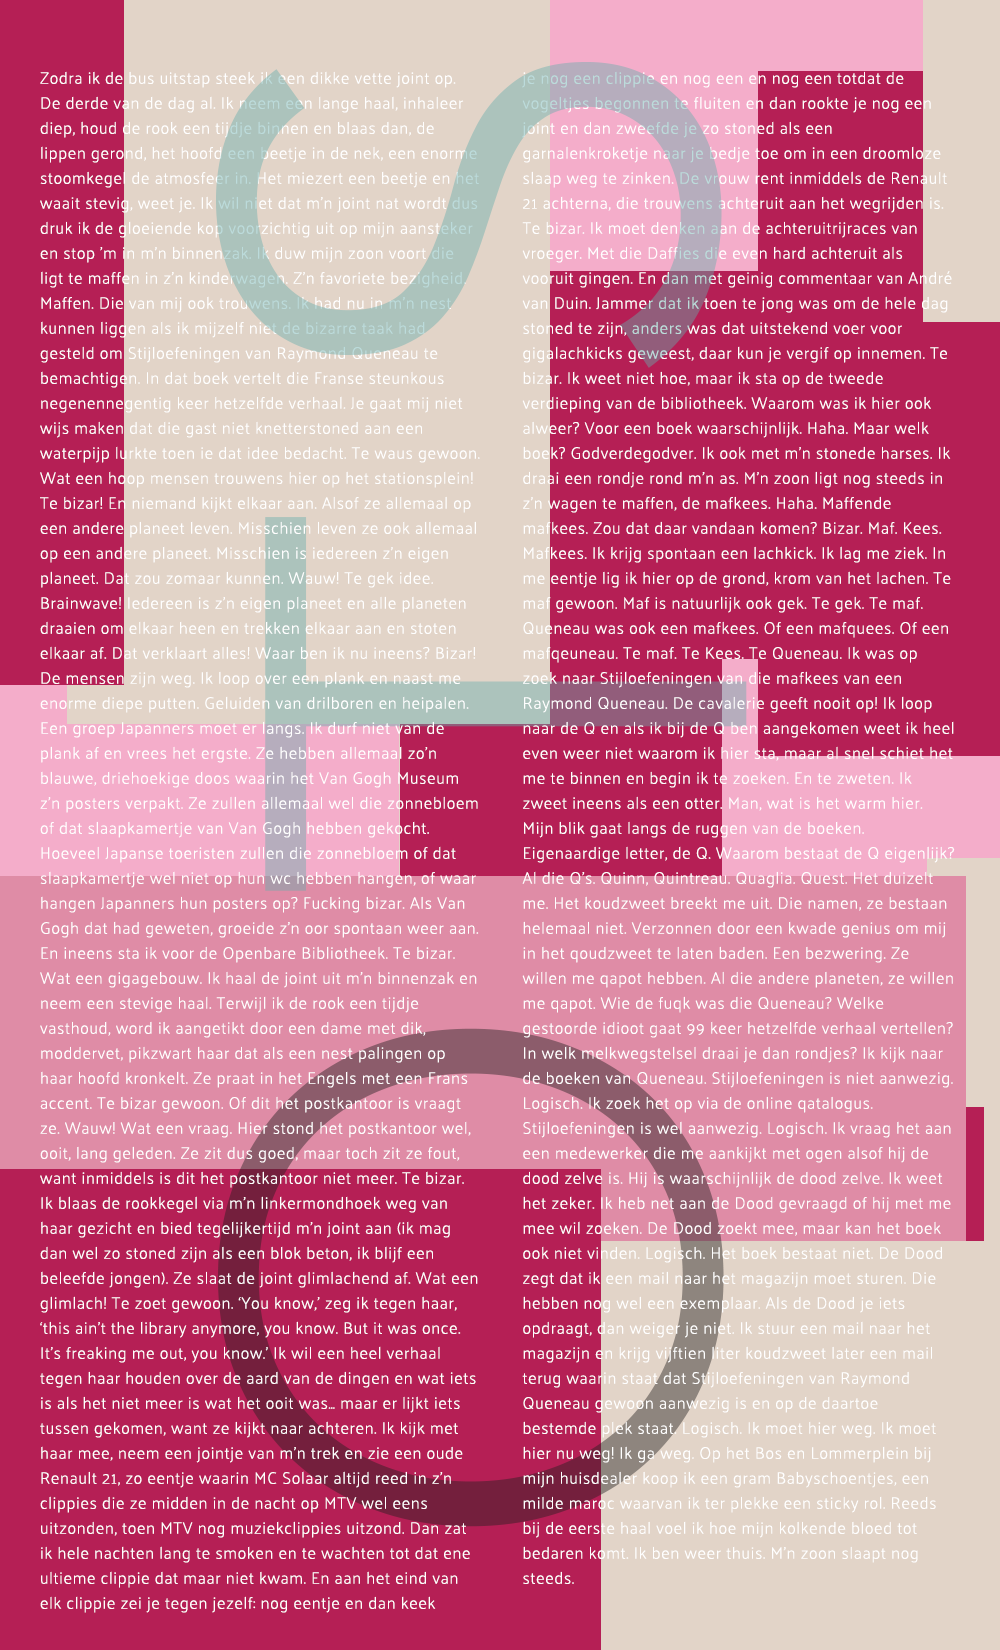 Zodra ik de bus uitstap steek ik een dikke vette joint op.
De derde van de dag al. Ik neem een lange haal, inhaleer
diep, houd de rook een tijdje binnen en blaas dan, de
lippen gerond, het hoofd een beetje in de nek, een enorme
stoomkegel de atmosfeer in. Het miezert een beetje en het
waait stevig, weet je. Ik wil niet dat m'n joint nat wordt dus
druk ik de gloeiende kop voorzichtig uit op mijn aansteker
en stop 'm in m'n binnenzak. Ik duw mijn zoon voort die
ligt te maffen in z'n kinderwagen. Z'n favoriete bezigheid.
Maffen. Die van mij ook trouwens. Ik had nu in m'n nest
kunnen liggen als ik mijzelf niet de bizarre taak had
gesteld om Stijloefeningen van Raymond Queneau te
bemachtigen. In dat boek vertelt die Franse steunkous
negenennegentig keer hetzelfde verhaal. Je gaat mij niet
wijs maken dat die gast niet knetterstoned aan een
waterpijp lurkte toen ie dat idee bedacht. Te waus gewoon.
Wat een hoop mensen trouwens hier op het stationsplein!
Te bizar! En niemand kijkt elkaar aan. Alsof ze allemaal op
een andere planeet leven. Misschien leven ze ook allemaal
op een andere planeet. Misschien is iedereen z'n eigen
planeet. Dat zou zomaar kunnen. Wauw! Te gek idee.
Brainwave! Iedereen is z'n eigen planeet en alle planeten
draaien om elkaar heen en trekken elkaar aan en stoten
elkaar af. Dat verklaart alles! Waar ben ik nu ineens? Bizar!
De mensen zijn weg. Ik loop over een plank en naast me
enorme diepe putten. Geluiden van drilboren en heipalen.
Een groep Japanners moet er langs. Ik durf niet van de
plank af en vrees het ergste. Ze hebben allemaal zo'n
blauwe, driehoekige doos waarin het Van Gogh Museum
z'n posters verpakt. Ze zullen allemaal wel die zonnebloem
of dat slaapkamertje van Van Gogh hebben gekocht.
Hoeveel Japanse toeristen zullen die zonnebloem of dat
slaapkamertje wel niet op hun wc hebben hangen, of waar
hangen Japanners hun posters op? Fucking bizar. Als Van
Gogh dat had geweten, groeide z'n oor spontaan weer aan.
En ineens sta ik voor de Openbare Bibliotheek. Te bizar.
Wat een gigagebouw. Ik haal de joint uit m'n binnenzak en
neem een stevige haal. Terwijl ik de rook een tijdje
vasthoud, word ik aangetikt door een dame met dik,
moddervet, pikzwart haar dat als een nest palingen op
haar hoofd kronkelt. Ze praat in het Engels met een Frans
accent. Te bizar gewoon. Of dit het postkantoor is vraagt
ze. Wauw! Wat een vraag. Hier stond het postkantoor wel,
ooit, lang geleden. Ze zit dus goed, maar toch zit ze fout,
want inmiddels is dit het postkantoor niet meer. Te bizar.
Ik blaas de rookkegel via m'n linkermondhoek weg van
haar gezicht en bied tegelijkertijd m'n joint aan (ik mag
dan wel zo stoned zijn als een blok beton, ik blijf een
beleefde jongen). Ze slaat de joint glimlachend af. Wat een
glimlach! Te zoet gewoon. 'You know,' zeg ik tegen haar,
'this ain't the library anymore, you know. But it was once.
It's freaking me out, you know.' Ik wil een heel verhaal
tegen haar houden over de aard van de dingen en wat iets
is als het niet meer is wat het ooit was... maar er lijkt iets
tussen gekomen, want ze kijkt naar achteren. Ik kijk met
haar mee, neem een jointje van m'n trek en zie een oude
Renault 21, zo eentje waarin MC Solaar altijd reed in z'n
clippies die ze midden in de nacht op MTV wel eens
uitzonden, toen MTV nog muziekclippies uitzond. Dan zat
ik hele nachten lang te smoken en te wachten tot dat ene
ultieme clippie dat maar niet kwam. En aan het eind van
elk clippie zei je tegen jezelf: nog eentje en dan keek
je nog een clippie en nog een en nog een totdat de
vogeltjes begonnen te fluiten en dan rookte je nog een
joint en dan zweefde je zo stoned als een
garnalenkroketje naar je bedje toe om in een droomloze
slaap weg te zinken. De vrouw rent inmiddels de Renault
21 achterna, die trouwens achteruit aan het wegrijden is.
Te bizar. Ik moet denken aan de achteruitrijraces van
vroeger. Met die Daffies die even hard achteruit als
vooruit gingen. En dan met geinig commentaar van André
van Duin. Jammer dat ik toen te jong was om de hele dag
stoned te zijn, anders was dat uitstekend voer voor
gigalachkicks geweest, daar kun je vergif op innemen. Te
bizar. Ik weet niet hoe, maar ik sta op de tweede
verdieping van de bibliotheek. Waarom was ik hier ook
alweer? Voor een boek waarschijnlijk. Haha. Maar welk
boek? Godverdegodver. Ik ook met m'n stonede harses. Ik
draai een rondje rond m'n as. M'n zoon ligt nog steeds in
z'n wagen te maffen, de mafkees. Haha. Maffende
mafkees. Zou dat daar vandaan komen? Bizar. Maf. Kees.
Mafkees. Ik krijg spontaan een lachkick. Ik lag me ziek. In
me eentje lig ik hier op de grond, krom van het lachen. Te
maf gewoon. Maf is natuurlijk ook gek. Te gek. Te maf.
Queneau was ook een mafkees. Of een mafquees. Of een
mafqeuneau. Te maf. Te Kees. Te Queneau. Ik was op
zoek naar Stijloefeningen van die mafkees van een
Raymond Queneau. De cavalerie geeft nooit op! Ik loop
naar de Q en als ik bij de Q ben aangekomen weet ik heel
even weer niet waarom ik hier sta, maar al snel schiet het
me te binnen en begin ik te zoeken. En te zweten. Ik
zweet ineens als een otter. Man, wat is het warm hier.
Mijn blik gaat langs de ruggen van de boeken.
Eigenaardige letter, de Q. Waarom bestaat de Q eigenlijk?
Al die Q's. Quinn, Quintreau. Quaglia. Quest. Het duizelt
me. Het koudzweet breekt me uit. Die namen, ze bestaan
helemaal niet. Verzonnen door een kwade genius om mij
in het qoudzweet te laten baden. Een bezwering. Ze
willen me qapot hebben. Al die andere planeten, ze willen
me qapot. Wie de fuqk was die Queneau? Welke
gestoorde idioot gaat 99 keer hetzelfde verhaal vertellen?
In welk melkwegstelsel draai je dan rondjes? Ik kijk naar
de boeken van Queneau. Stijloefeningen is niet aanwezig.
Logisch. Ik zoek het op via de online qatalogus.
Stijloefeningen is wel aanwezig. Logisch. Ik vraag het aan
een medewerker die me aankijkt met ogen alsof hij de
dood zelve is. Hij is waarschijnlijk de dood zelve. Ik weet
het zeker. Ik heb net aan de Dood gevraagd of hij met me
mee wil zoeken. De Dood zoekt mee, maar kan het boek
ook niet vinden. Logisch. Het boek bestaat niet. De Dood
zegt dat ik een mail naar het magazijn moet sturen. Die
hebben nog wel een exemplaar. Als de Dood je iets
opdraagt, dan weiger je niet. Ik stuur een mail naar het
magazijn en krijg vijftien liter koudzweet later een mail
terug waarin staat dat Stijloefeningen van Raymond
Queneau gewoon aanwezig is en op de daartoe
bestemde plek staat. Logisch. Ik moet hier weg. Ik moet
hier nu weg! Ik ga weg. Op het Bos en Lommerplein bij
mijn huisdealer koop ik een gram Babyschoentjes, een
milde maroc waarvan ik ter plekke een sticky rol. Reeds
bij de eerste haal voel ik hoe mijn kolkende bloed tot
bedaren komt. Ik ben weer thuis. M'n zoon slaapt nog
steeds.